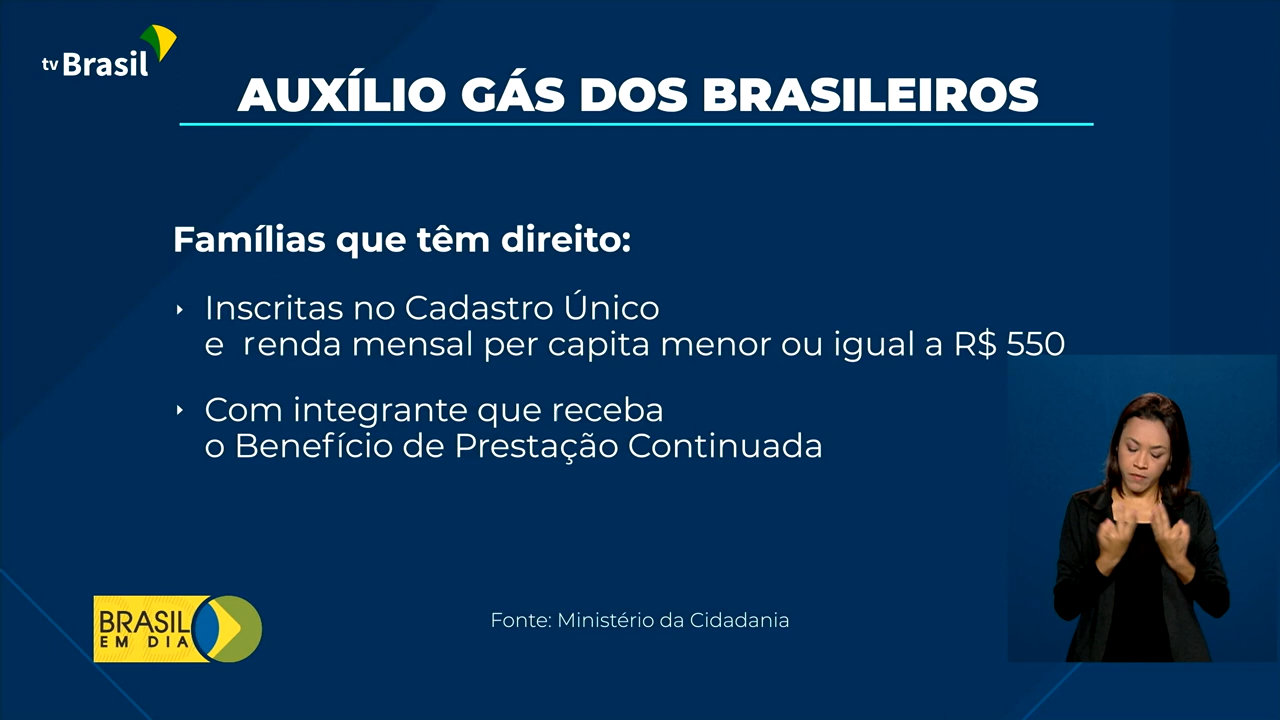 tv Brasil
AUXÍLIO GÁS DOS BRASILEIROS
Famílias que têm direito:
Inscritas no Cadastro Único
e renda mensal per capita menor ou igual a R$ 550
Com integrante que receba
o Benefício de Prestação Continuada
BRASIL
EM DIA
Fonte: Ministério da Cidadania